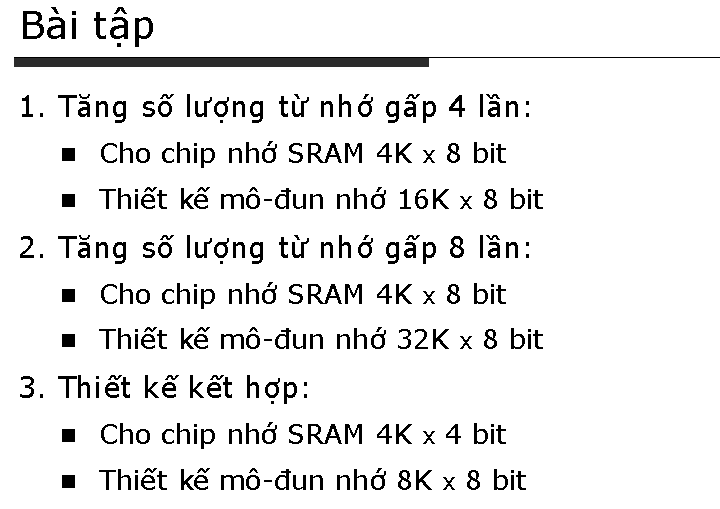 Bài tập
1. Tăng số lượng từ nhớ gấp 4 lần:
■ Cho chip nhớ SRAM 4K x 8 bit
■ Thiết kế mô-đun nhớ 16K x 8 bit
2. Tăng số lượng từ nhớ gấp 8 lần:
■ Cho chip nhớ SRAM 4K x 8 bit
■ Thiết kế mô-đun nhớ 32K x 8 bit
3. Thiết kế kết hợp:
■ Cho chip nhớ SRAM 4K x 4 bit
■ Thiết kế mô-đun nhớ 8K x 8 bit